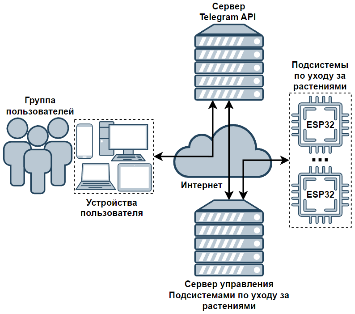 Сервер
Telegram API
Подсистемы
по уходу за
растениями
Группа
пользователей
ESP32
...
ESP32
Интернет
Устройства
пользователя
Сервер управления
Подсистемами по уходу за
растениями